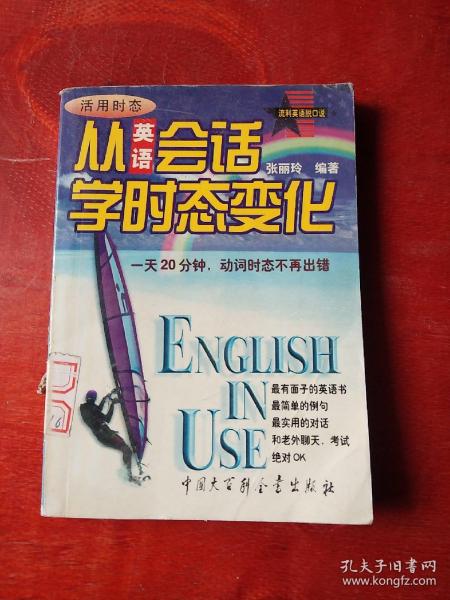 活用时态
流利英语脱口说
从英语会话
张丽玲 编著
学时态变化
一天20分钟，动词时态不再出错
ENGLISH
IN
USE
最有面子的英语书
最简单的例句
最实用的对话
和老外聊天，考试
绝对OK
中国大百科全书出版社
孔夫子旧书网
www.kongfz.com